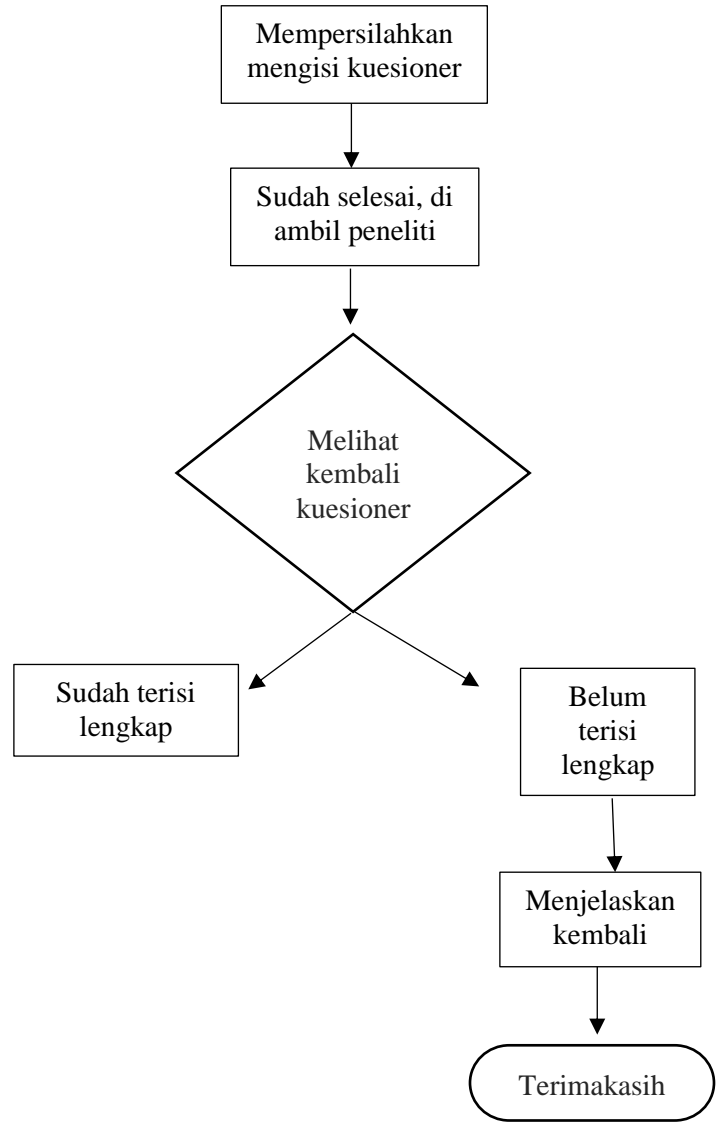 Mempersilahkan
mengisi kuesioner
Sudah selesai, di
ambil peneliti
Melihat
kembali
kuesioner
Sudah terisi
lengkap
Belum
terisi
lengkap
Menjelaskan
kembali
Terimakasih